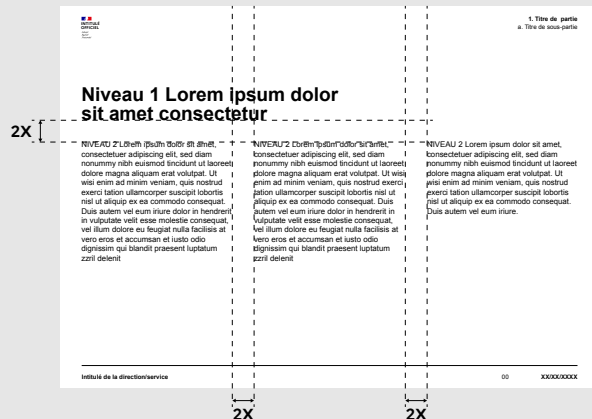 INTITULÉ
OFFICIEL
1. Titre de partie
a. Titre de sous-partie
Niveau 1 Lorem ipsum dolor
sit amet consectetur
2X
NIVEAU 2 Lorem ipsum dolor sit amet,
consectetuer adipiscing elit, sed diam
nonummy nibh euismod tincidunt ut laoreet
dolore magna aliquam erat volutpat. Ut
wisi enim ad minim veniam, quis nostrud
exerci tation ullamcorper suscipit lobortis
nisl ut aliquip ex ea commodo consequat.
Duis autem vel eum iriure dolor in hendrerit
in vulputate velit esse molestie consequat,
vel illum dolore eu feugiat nulla facilisis at
vero eros et accumsan et iusto odio
dignissim qui blandit praesent luptatum
zzril delenit
NIVEAU 2 Lorem ipsum dolor sit amet,
consectetuer adipiscing elit, sed diam
nonummy nibh euismod tincidunt ut laoreet
dolore magna aliquam erat volutpat. Ut wisi
enim ad minim veniam, quis nostrud exerci
tation ullamcorper suscipit lobortis nisl ut
aliquip ex ea commodo consequat. Duis
autem vel eum iriure dolor in hendrerit in
vulputate velit esse molestie consequat,
vel illum dolore eu feugiat nulla facilisis at
vero eros et accumsan et iusto odio
dignissim qui blandit praesent luptatum
zzril delenit
NIVEAU 2 Lorem ipsum dolor sit amet,
consectetuer adipiscing elit, sed diam
nonummy nibh euismod tincidunt ut laoreet
dolore magna aliquam erat volutpat. Ut
wisi enim ad minim veniam, quis nostrud
exerci tation ullamcorper suscipit lobortis
nisl ut aliquip ex ea commodo consequat.
Duis autem vel eum iriure.
Intitulé de la direction/service
00
XX/XX/XXXX
2X
2X